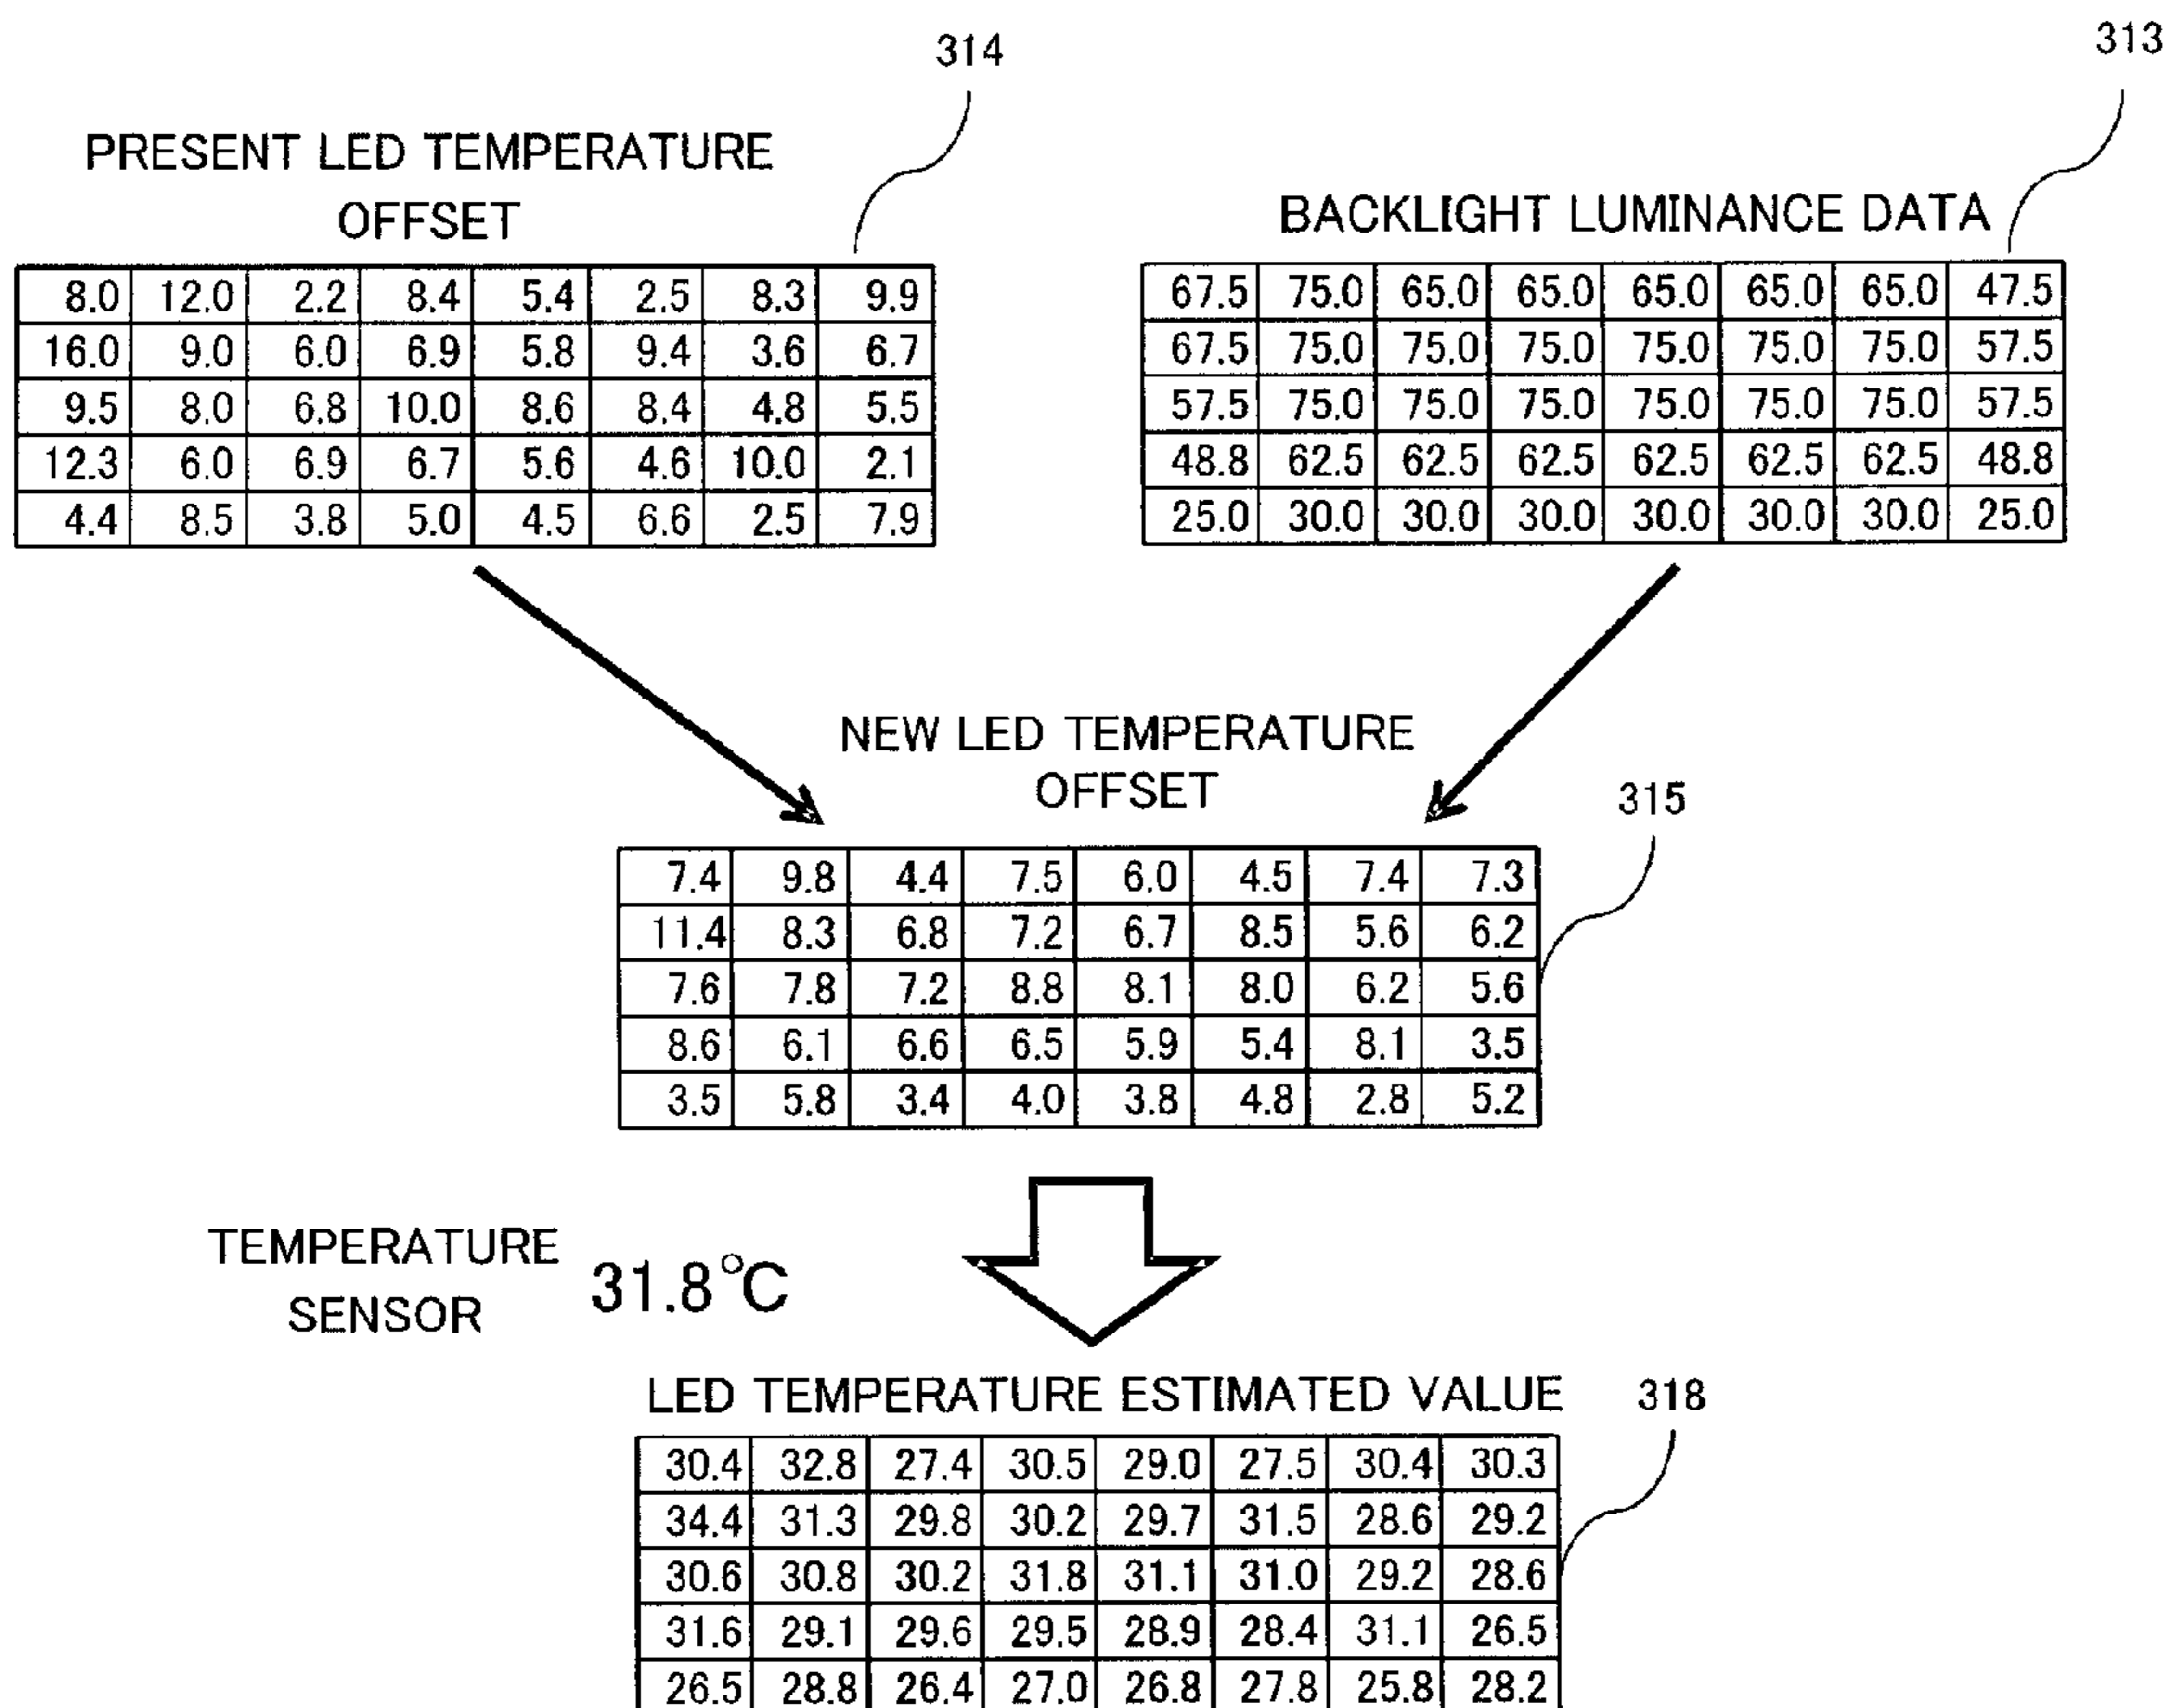 314
313
PRESENT LED TEMPERATURE
OFFSET
BACKLIGHT LUMINANCE DATA
8.0 12.0 2.2 8.4 5.4 2.5 8.3 9.9
16.0 9.0 6.0 6.9 5.8 9.4 3.6 6.7
9.5 8.0 6.8 10.0 8.6 8.4 4.8 5.5
12.3 6.0 6.9 6.7 5.6 4.6 10.0 2.1
4.4 8.5 3.8 5.0 4.5 6.6 2.5 7.9
67.5 75.0 65.0 65.0 65.0 65.0 65.0 47.5
67.5 75.0 75.0 75.0 75.0 75.0 75.0 57.5
57.5 75.0 75.0 75.0 75.0 75.0 75.0 57.5
48.8 62.5 62.5 62.5 62.5 62.5 62.5 48.8
25.0 30.0 30.0 30.0 30.0 30.0 30.0 25.0
NEW LED TEMPERATURE
OFFSET
315
7.4 9.8 4.4 7.5 6.0 4.5 7.4 7.3
11.4 8.3 6.8 7.2 6.7 8.5 5.6 6.2
7.6 7.8 7.2 8.8 8.1 8.0 6.2 5.6
8.6 6.1 6.6 6.5 5.9 5.4 8.1 3.5
3.5 5.8 3.4 4.0 3.8 4.8 2.8 5.2
TEMPERATURE
SENSOR
31.8°C
LED TEMPERATURE ESTIMATED VALUE
318
30.4 32.8 27.4 30.5 29.0 27.5 30.4 30.3
34.4 31.3 29.8 30.2 29.7 31.5 28.6 29.2
30.6 30.8 30.2 31.8 31.1 31.0 29.2 28.6
31.6 29.1 29.6 29.5 28.9 28.4 31.1 26.5
26.5 28.8 26.4 27.0 26.8 27.8 25.8 28.2